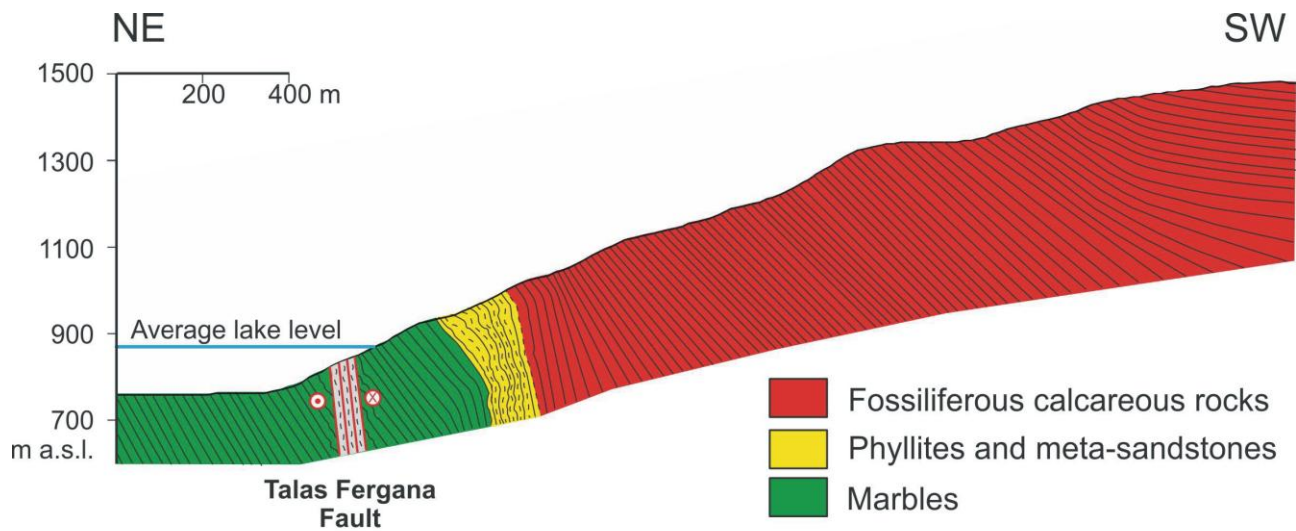 NE
SW
1500
200 400 m
1300
1100
900
Average lake level
700
m a.s.l.
Talas Fergana
Fault
Fossiliferous calcareous rocks
Phyllites and meta-sandstones
Marbles